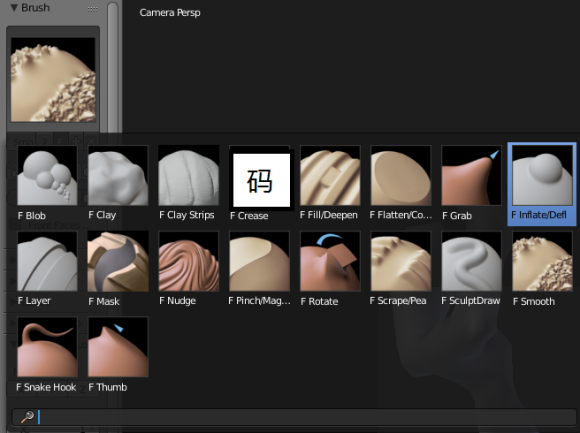 Brush
Camera Persp
F Blob
F Clay
F Clay Strips
码
F Crease
F Fill/Deepen
F Flatten/Co...
F Grab
F Inflate/Defl
F Layer
F Mask
F Nudge
F Pinch/Mag...
F Rotate
F Scrape/Pea
F SculptDraw
F Smooth
F Snake Hook
F Thumb